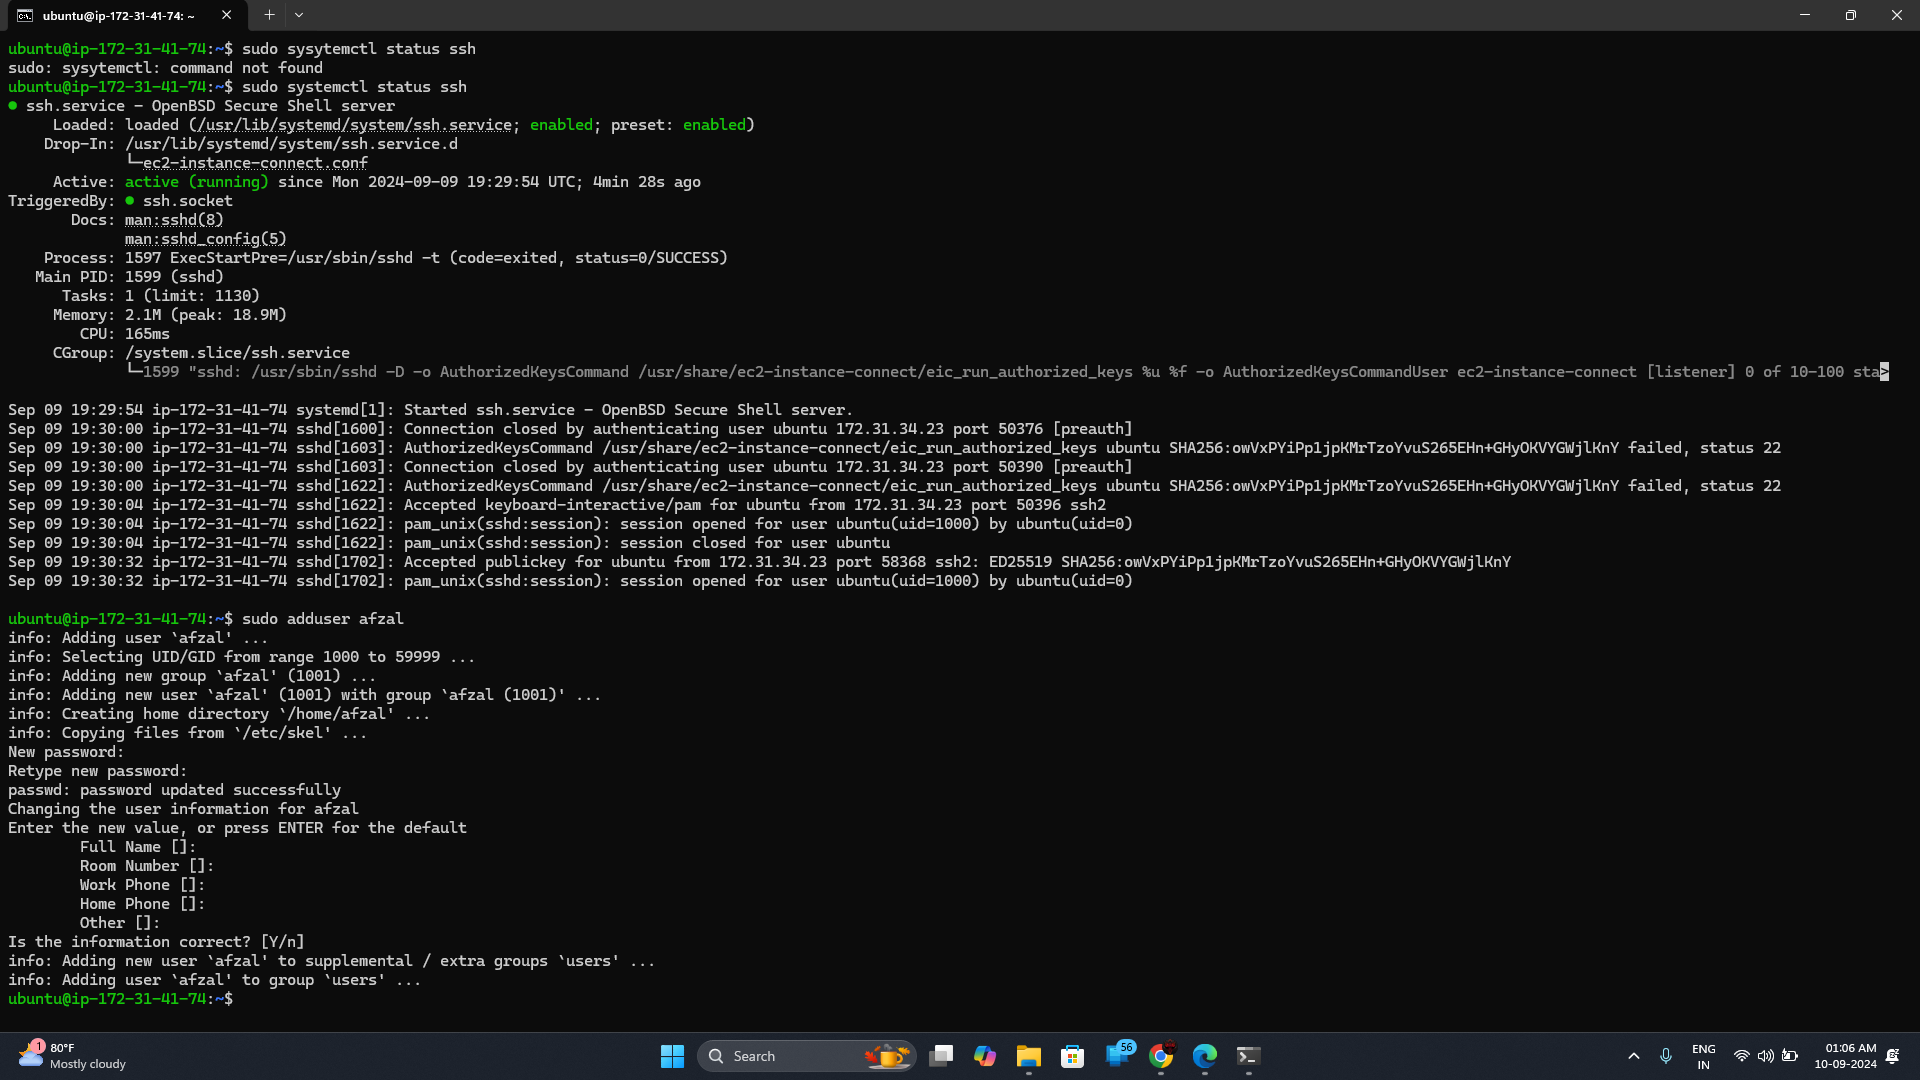 ubuntu@ip-172-31-41-74: ~
ubuntu@ip-172-31-41-74:~$ sudo sysytemctl status ssh
sudo: sysytemctl: command not found
ubuntu@ip-172-31-41-74:~$ sudo systemctl status ssh
● ssh.service - OpenBSD Secure Shell server
Loaded: loaded (/usr/lib/systemd/system/ssh.service; enabled; preset: enabled)
Drop-In: /usr/lib/systemd/system/ssh.service.d
└─ec2-instance-connect.conf
Active: active (running) since Mon 2024-09-09 19:29:54 UTC; 4min 28s ago
TriggeredBy: ● ssh.socket
Docs: man:sshd(8)
man:sshd_config(5)
Process: 1597 ExecStartPre=/usr/sbin/sshd -t (code=exited, status=0/SUCCESS)
Main PID: 1599 (sshd)
Tasks: 1 (limit: 1130)
Memory: 2.1M (peak: 18.9M)
CPU: 165ms
CGroup: /system.slice/ssh.service
└─1599 "sshd: /usr/sbin/sshd -D -o AuthorizedKeysCommand /usr/share/ec2-instance-connect/eic_run_authorized_keys %u %f -o AuthorizedKeysCommandUser ec2-instance-connect [listener] 0 of 10-100 sta>
Sep 09 19:29:54 ip-172-31-41-74 systemd[1]: Started ssh.service - OpenBSD Secure Shell server.
Sep 09 19:30:00 ip-172-31-41-74 sshd[1600]: Connection closed by authenticating user ubuntu 172.31.34.23 port 50376 [preauth]
Sep 09 19:30:00 ip-172-31-41-74 sshd[1603]: AuthorizedKeysCommand /usr/share/ec2-instance-connect/eic_run_authorized_keys ubuntu SHA256:owVxPYiPp1jpKMrTzoYvuS265EHn+GHyOKVYGWjlKnY failed, status 22
Sep 09 19:30:00 ip-172-31-41-74 sshd[1603]: Connection closed by authenticating user ubuntu 172.31.34.23 port 50390 [preauth]
Sep 09 19:30:00 ip-172-31-41-74 sshd[1622]: AuthorizedKeysCommand /usr/share/ec2-instance-connect/eic_run_authorized_keys ubuntu SHA256:owVxPYiPp1jpKMrTzoYvuS265EHn+GHyOKVYGWjlKnY failed, status 22
Sep 09 19:30:04 ip-172-31-41-74 sshd[1622]: Accepted keyboard-interactive/pam for ubuntu from 172.31.34.23 port 50396 ssh2
Sep 09 19:30:04 ip-172-31-41-74 sshd[1622]: pam_unix(sshd:session): session opened for user ubuntu(uid=1000) by ubuntu(uid=0)
Sep 09 19:30:04 ip-172-31-41-74 sshd[1622]: pam_unix(sshd:session): session closed for user ubuntu
Sep 09 19:30:32 ip-172-31-41-74 sshd[1702]: Accepted publickey for ubuntu from 172.31.34.23 port 58368 ssh2: ED25519 SHA256:owVxPYiPp1jpKMrTzoYvuS265EHn+GHyOKVYGWjlKnY
Sep 09 19:30:32 ip-172-31-41-74 sshd[1702]: pam_unix(sshd:session): session opened for user ubuntu(uid=1000) by ubuntu(uid=0)
ubuntu@ip-172-31-41-74:~$ sudo adduser afzal
info: Adding user `afzal' ...
info: Selecting UID/GID from range 1000 to 59999 ...
info: Adding new group `afzal' (1001) ...
info: Adding new user `afzal' (1001) with group `afzal (1001)' ...
info: Creating home directory `/home/afzal' ...
info: Copying files from `/etc/skel' ...
New password:
Retype new password:
passwd: password updated successfully
Changing the user information for afzal
Enter the new value, or press ENTER for the default
Full Name []:
Room Number []:
Work Phone []:
Home Phone []:
Other []:
Is the information correct? [Y/n]
info: Adding new user `afzal' to supplemental / extra groups `users' ...
info: Adding user `afzal' to group `users' ...
ubuntu@ip-172-31-41-74:~$
1
80°F
Mostly cloudy
Search
56
ENG
IN
01:06 AM
10-09-2024